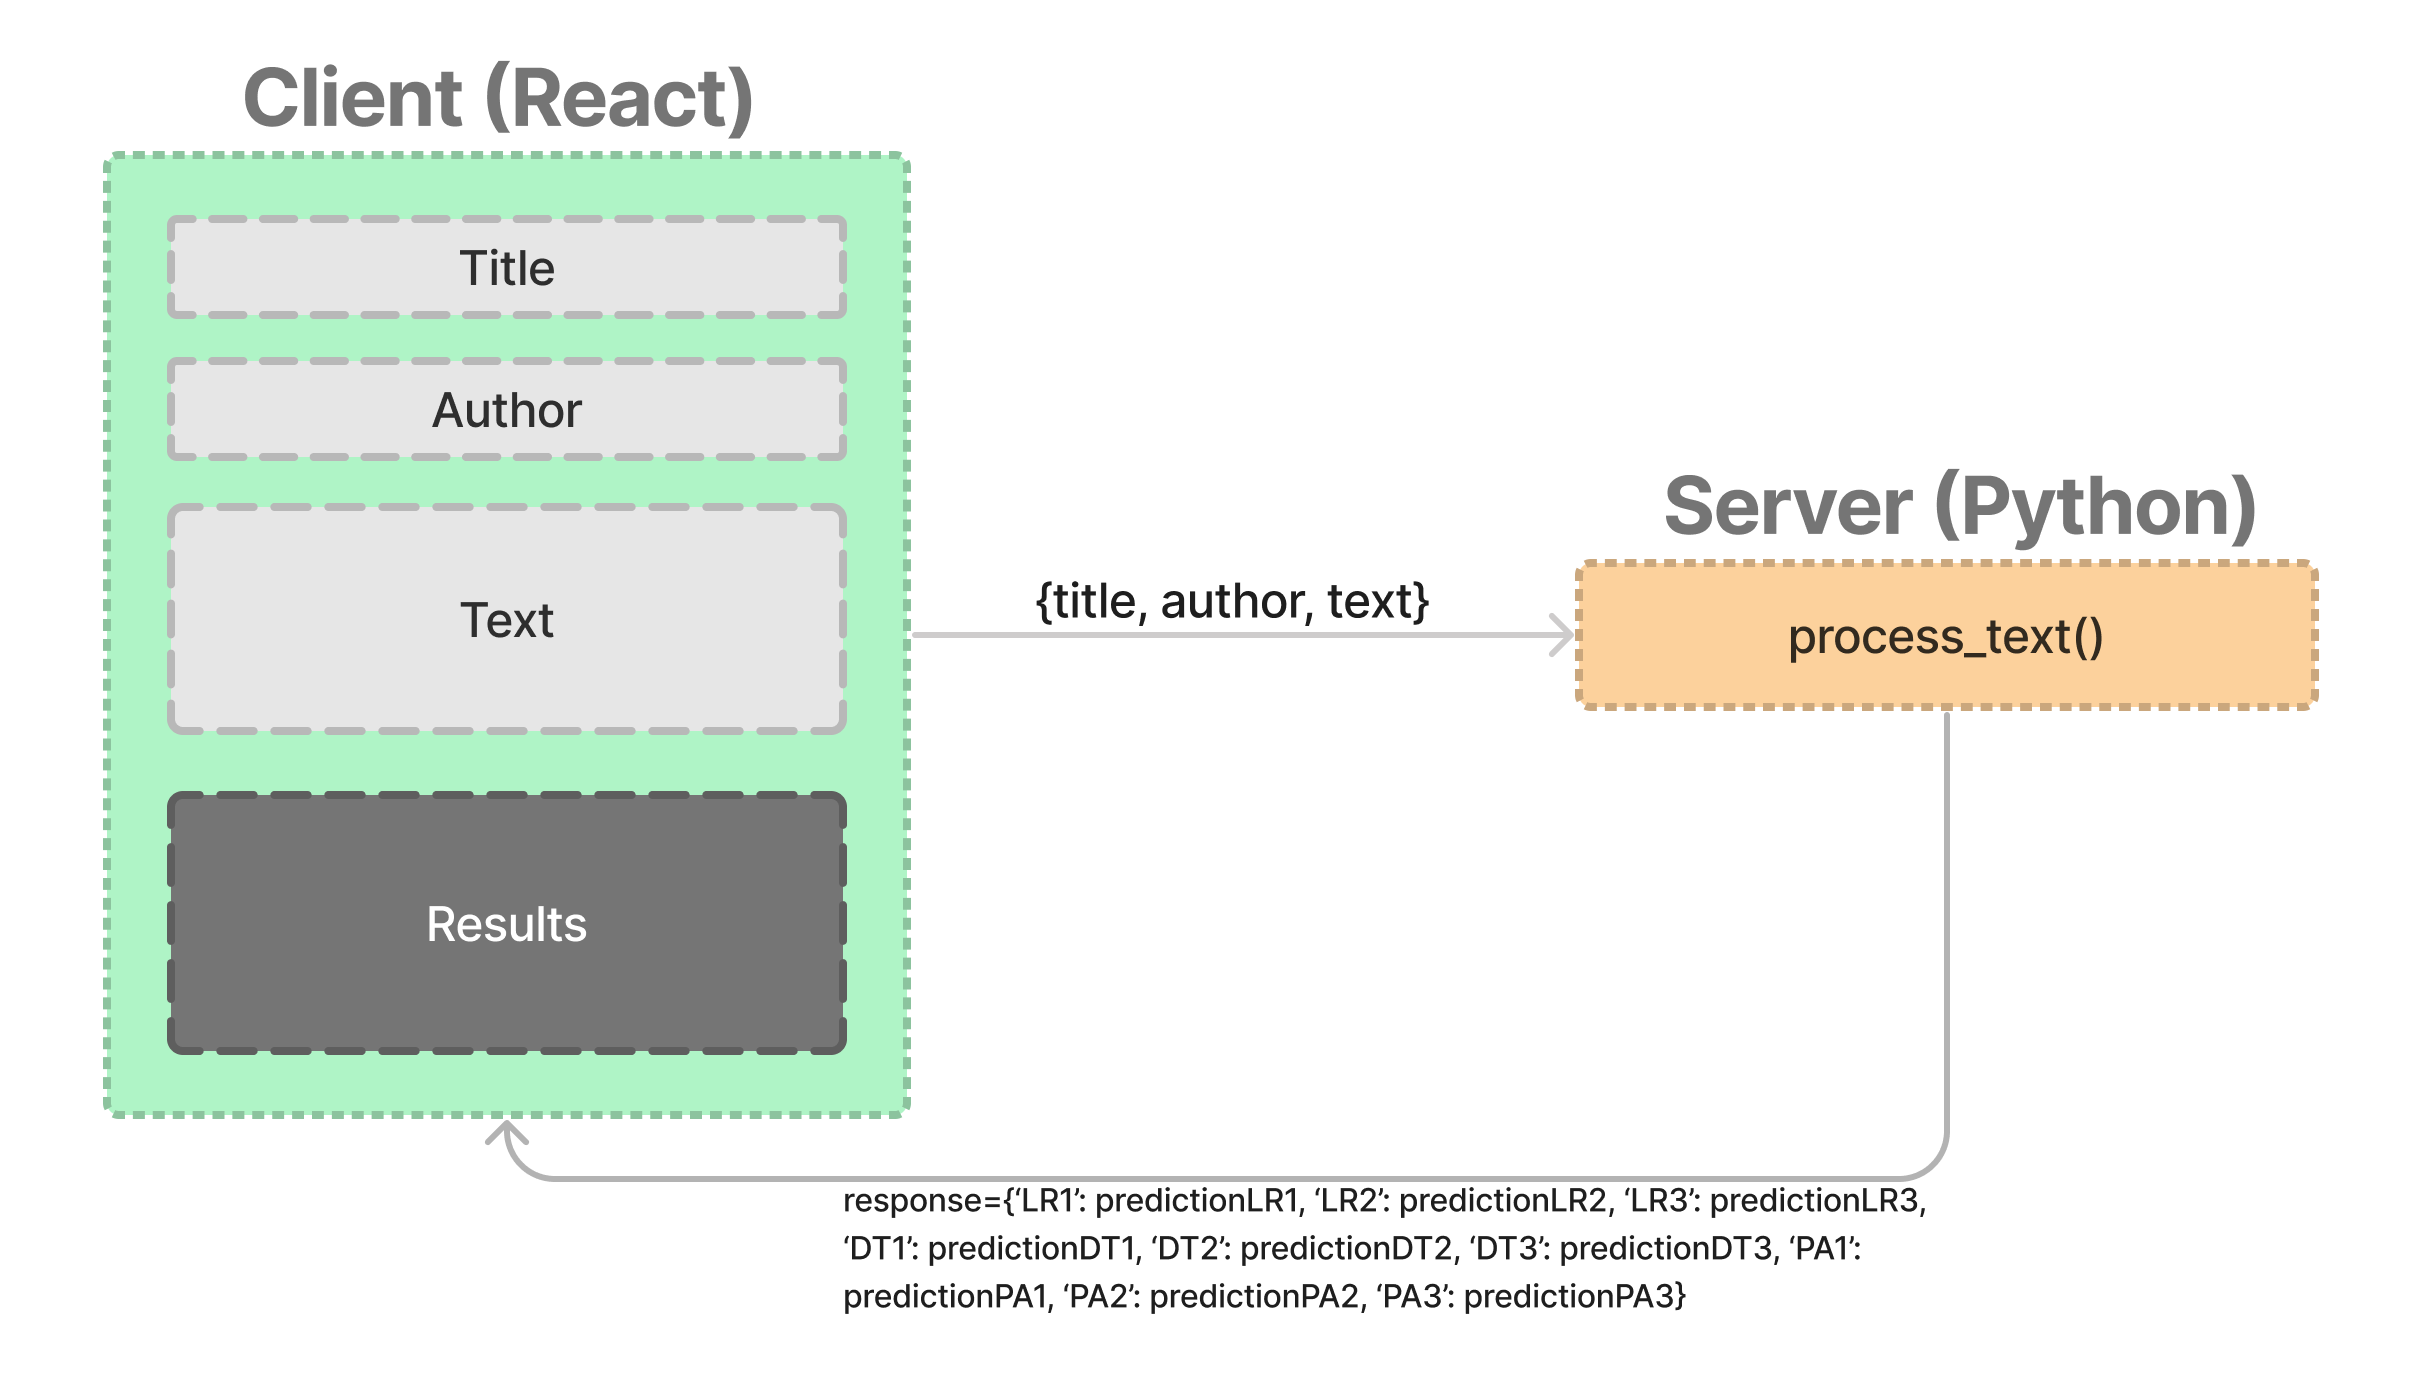 Client (React)
Title
Author
Text
Results
{title, author, text}
Server (Python)
process_text()
response={‘LR1’: predictionLR1, ‘LR2’: predictionLR2, ‘LR3’: predictionLR3,
‘DT1’: predictionDT1, ‘DT2’: predictionDT2, ‘DT3’: predictionDT3, ‘PA1’:
predictionPA1, ‘PA2’: predictionPA2, ‘PA3’: predictionPA3}